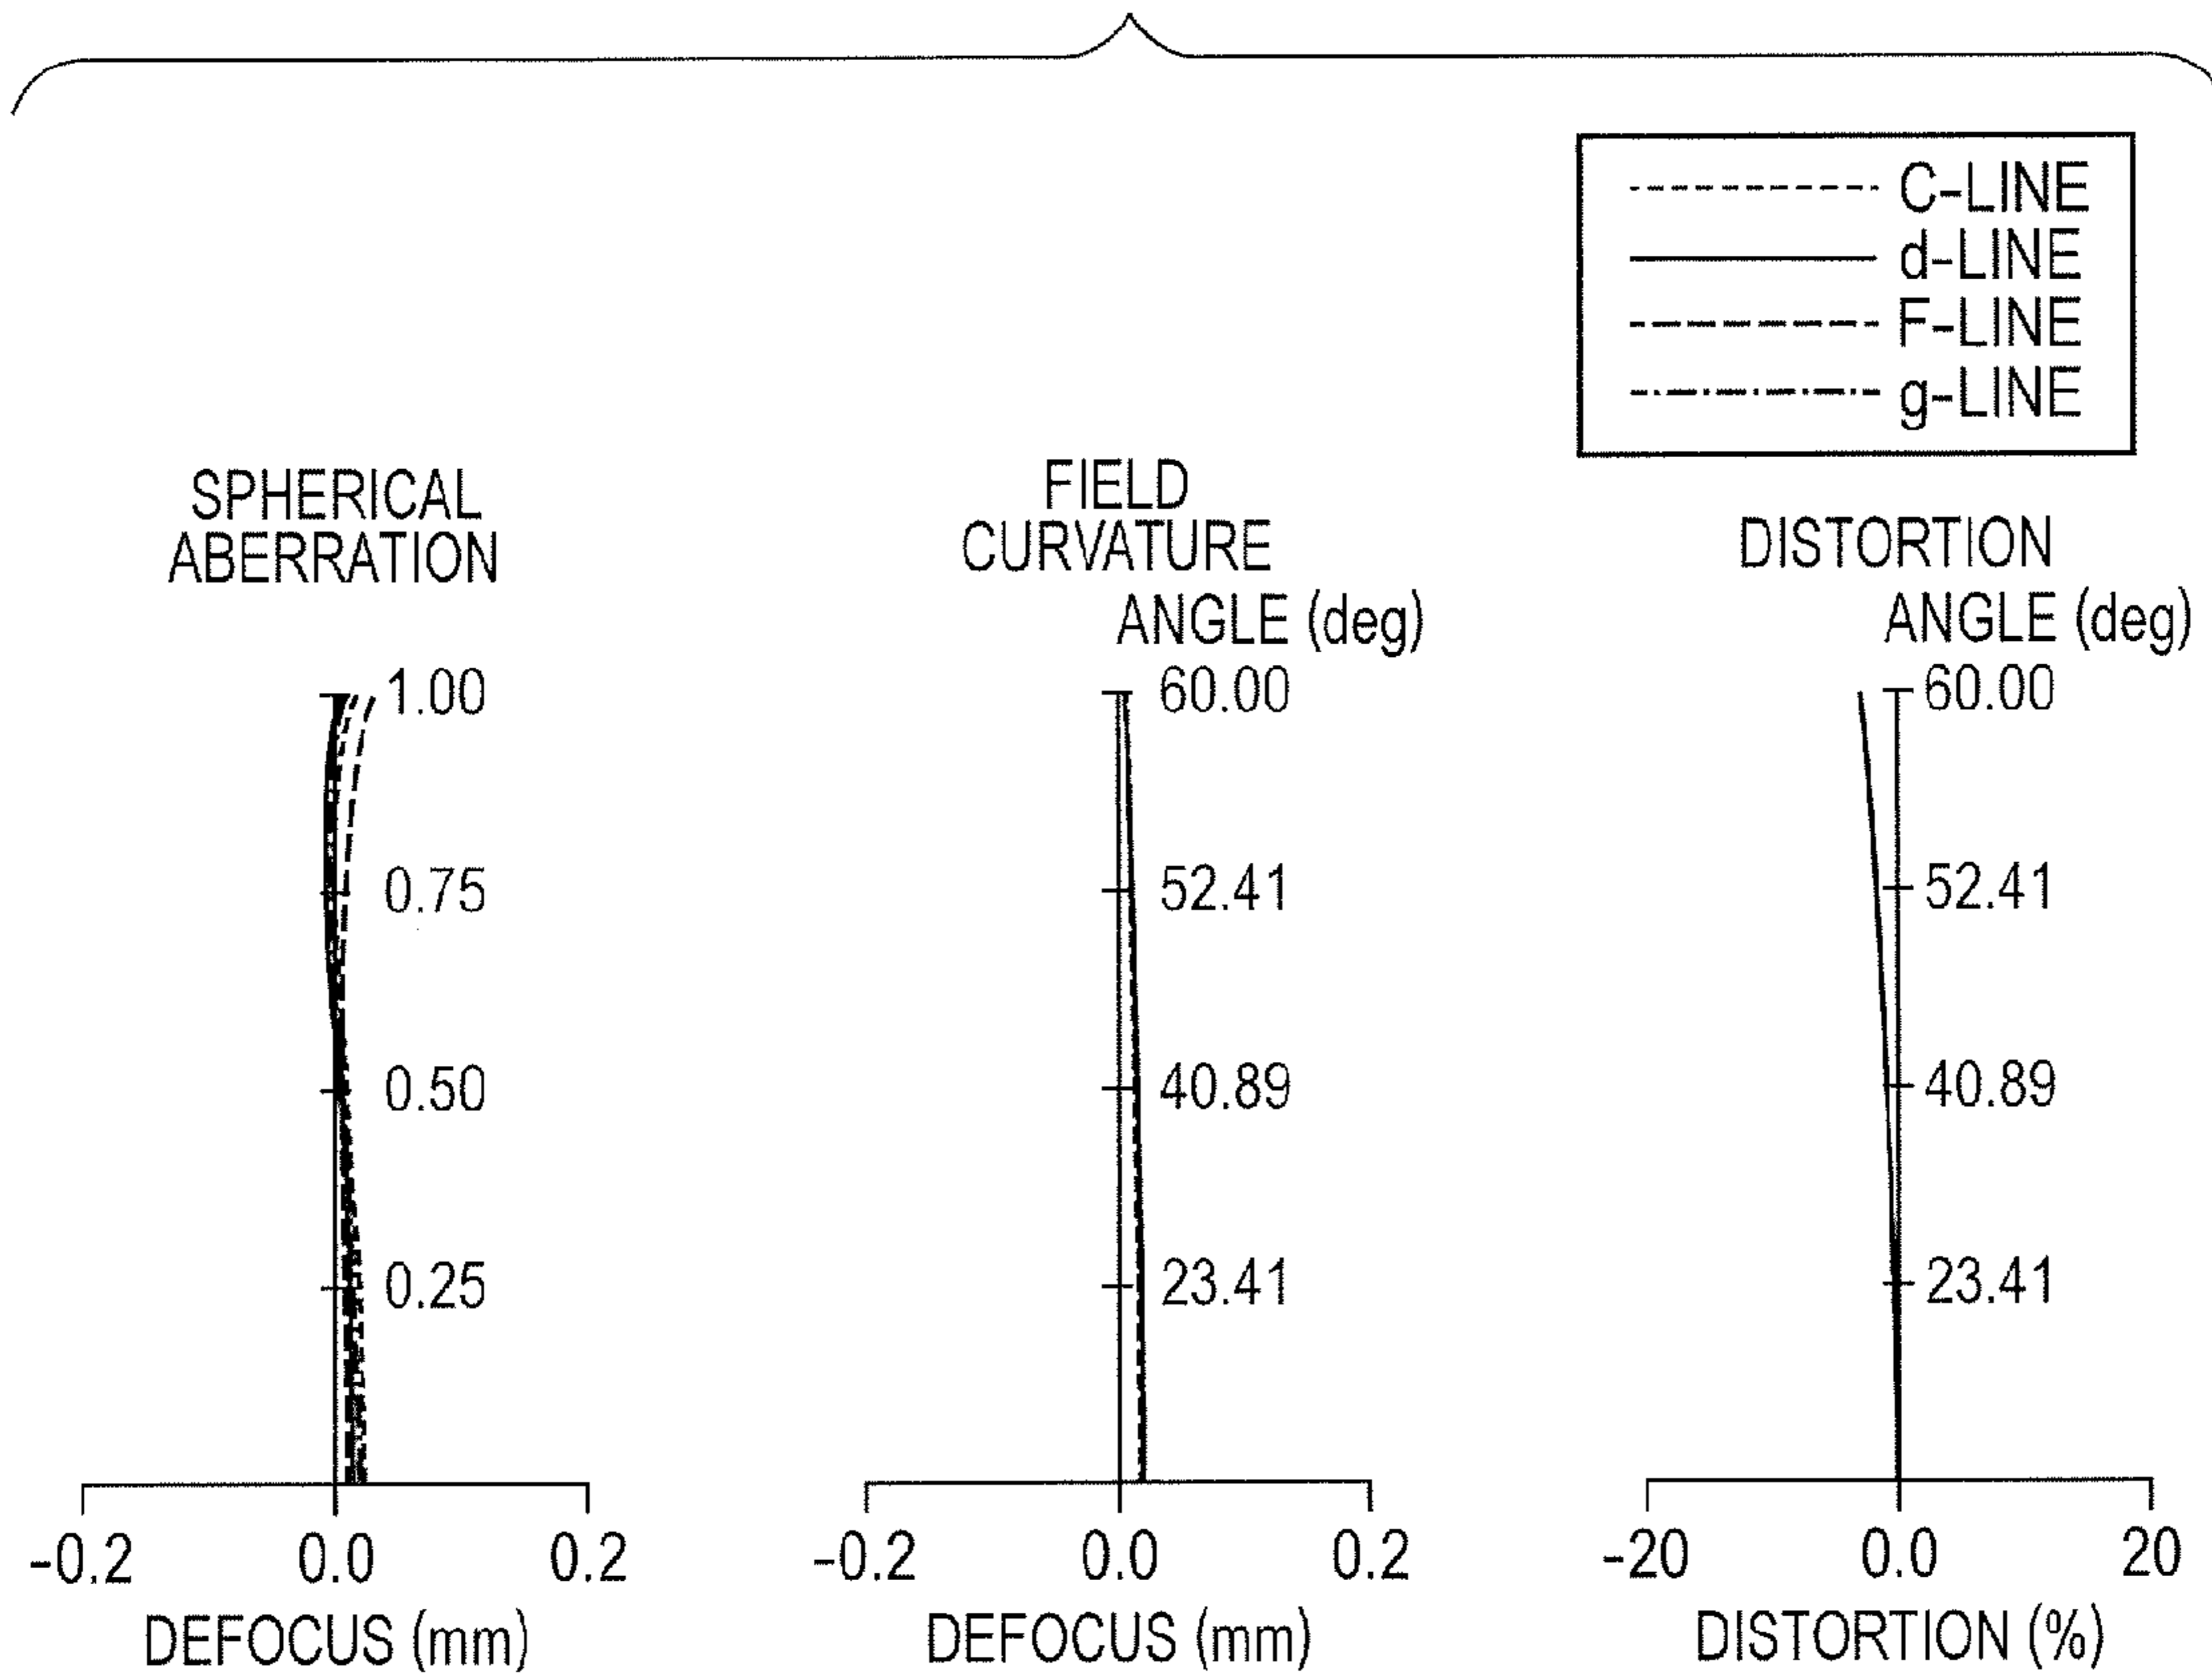 C-LINE
d-LINE
F-LINE
g-LINE
SPHERICAL
ABERRATION
1.00
0.75
0.50
0.25
-0.2 0.0 0.2
DEFOCUS (mm)
FIELD
CURVATURE
ANGLE (deg)
60.00
52.41
40.89
23.41
-0.2 0.0 0.2
DEFOCUS (mm)
DISTORTION
ANGLE (deg)
60.00
52.41
40.89
23.41
-20 0.0 20
DISTORTION (%)